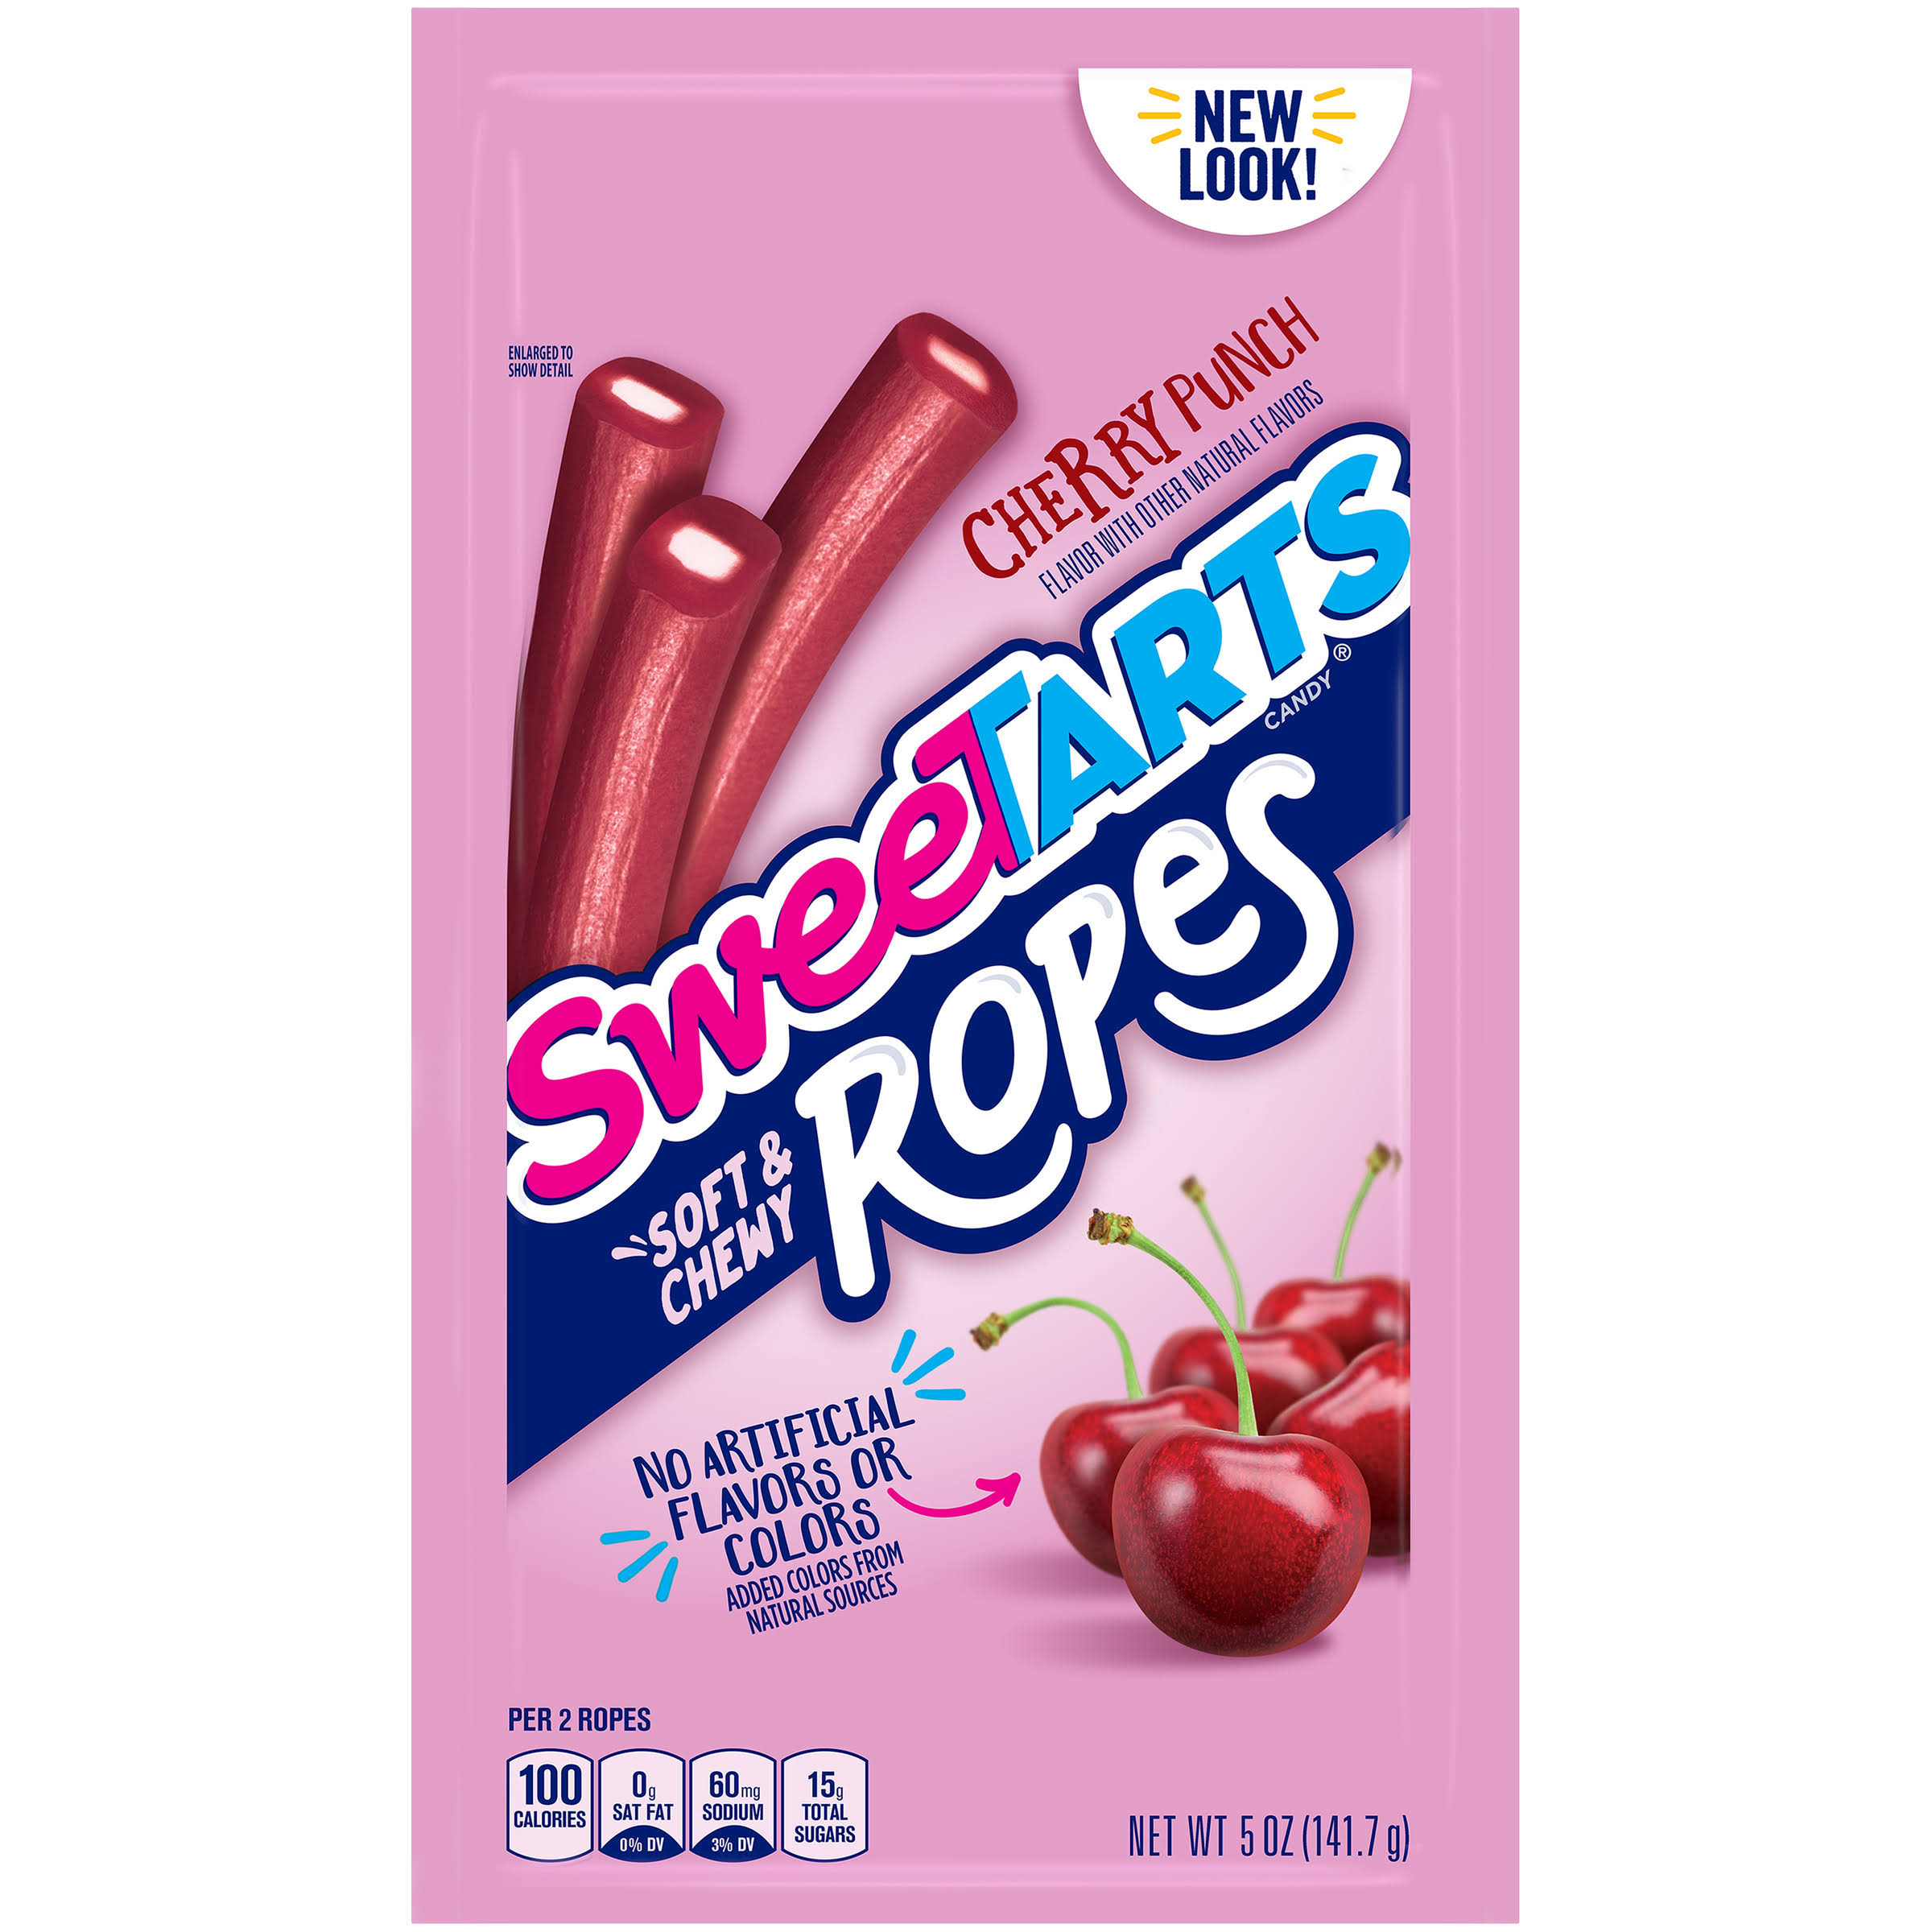 NEW
LOOK!
ENLARGED TO
SHOW DETAIL
CHERRY PUNCH
FLAVOR WITH OTHER NATURAL FLAVORS
SWEETARTS®
CANDY
ROPES
SOFT &
CHEWY
NO ARTIFICIAL
FLAVORS OR
COLORS
ADDED COLORS FROM
NATURAL SOURCES
PER 2 ROPES
100
CALORIES
0g
SAT FAT
0% DV
60mg
SODIUM
3% DV
15g
TOTAL
SUGARS
NET WT 5 OZ (141.7 g)